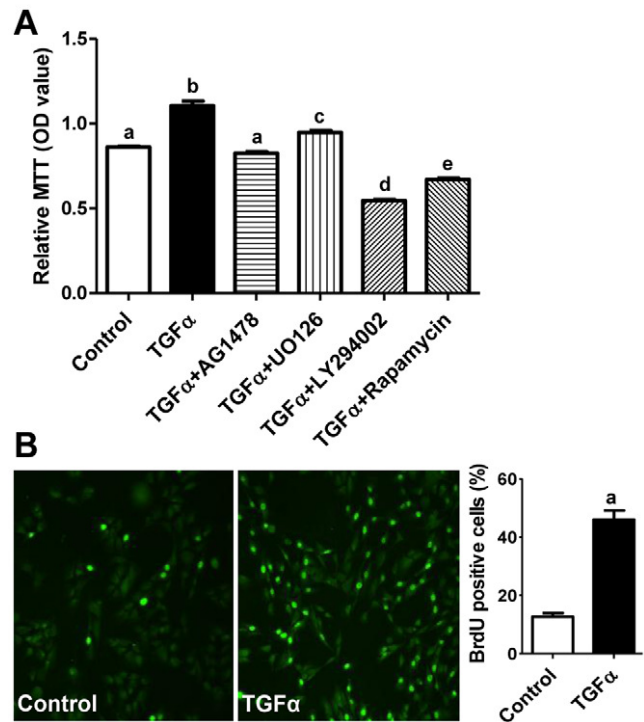 A
Relative MTT (OD value)
1.5
1.0
0.5
0.0
a
b
a
c
d
e
Control
TGFα
TGFα+AG1478
TGFα+UO126
TGFα+LY294002
TGFα+Rapamycin
B
Control
TGFα
BrdU positive cells (%)
60
40
20
0
a
Control
TGFα